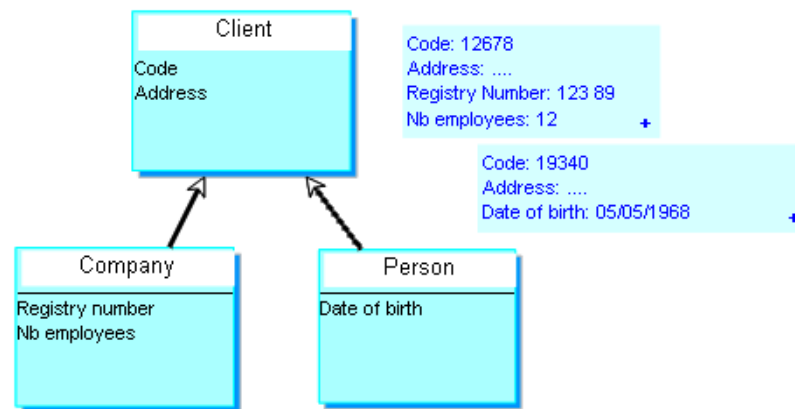 Client
Code
Address
Code: 12678
Address: ....
Registry Number: 123 89
Nb employees: 12
+
Code: 19340
Address: ....
Date of birth: 05/05/1968
+
Company
Registry number
Nb employees
Person
Date of birth